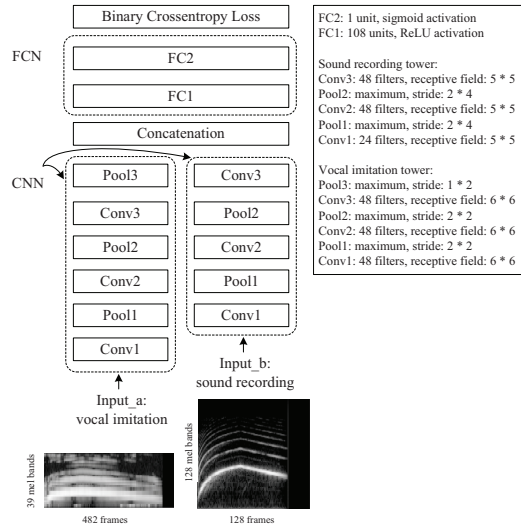 Binary Crossentropy Loss
FCN
FC2
FC1
Concatenation
CNN
Pool3
Conv3
Pool2
Conv2
Pool1
Conv1
Conv3
Pool2
Conv2
Pool1
Conv1
Input_a:
vocal imitation
Input_b:
sound recording
39 mel bands
482 frames
128 mel bands
128 frames
FC2: 1 unit, sigmoid activation
FC1: 108 units, ReLU activation
Sound recording tower:
Conv3: 48 filters, receptive field: 5 * 5
Pool2: maximum, stride: 2 * 4
Conv2: 48 filters, receptive field: 5 * 5
Pool1: maximum, stride: 2 * 4
Conv1: 24 filters, receptive field: 5 * 5
Vocal imitation tower:
Pool3: maximum, stride: 1 * 2
Conv3: 48 filters, receptive field: 6 * 6
Pool2: maximum, stride: 2 * 2
Conv2: 48 filters, receptive field: 6 * 6
Pool1: maximum, stride: 2 * 2
Conv1: 48 filters, receptive field: 6 * 6